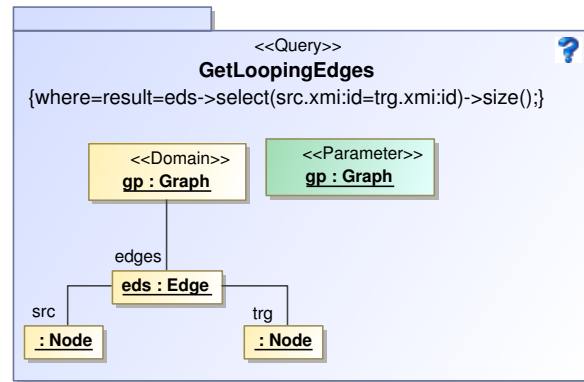 <<Query>>
GetLoopingEdges
{where=result=eds->select(src.xmi:id=trg.xmi:id)->size();}
<<Domain>>
gp : Graph
<<Parameter>>
gp : Graph
edges
eds : Edge
src
trg
: Node
: Node